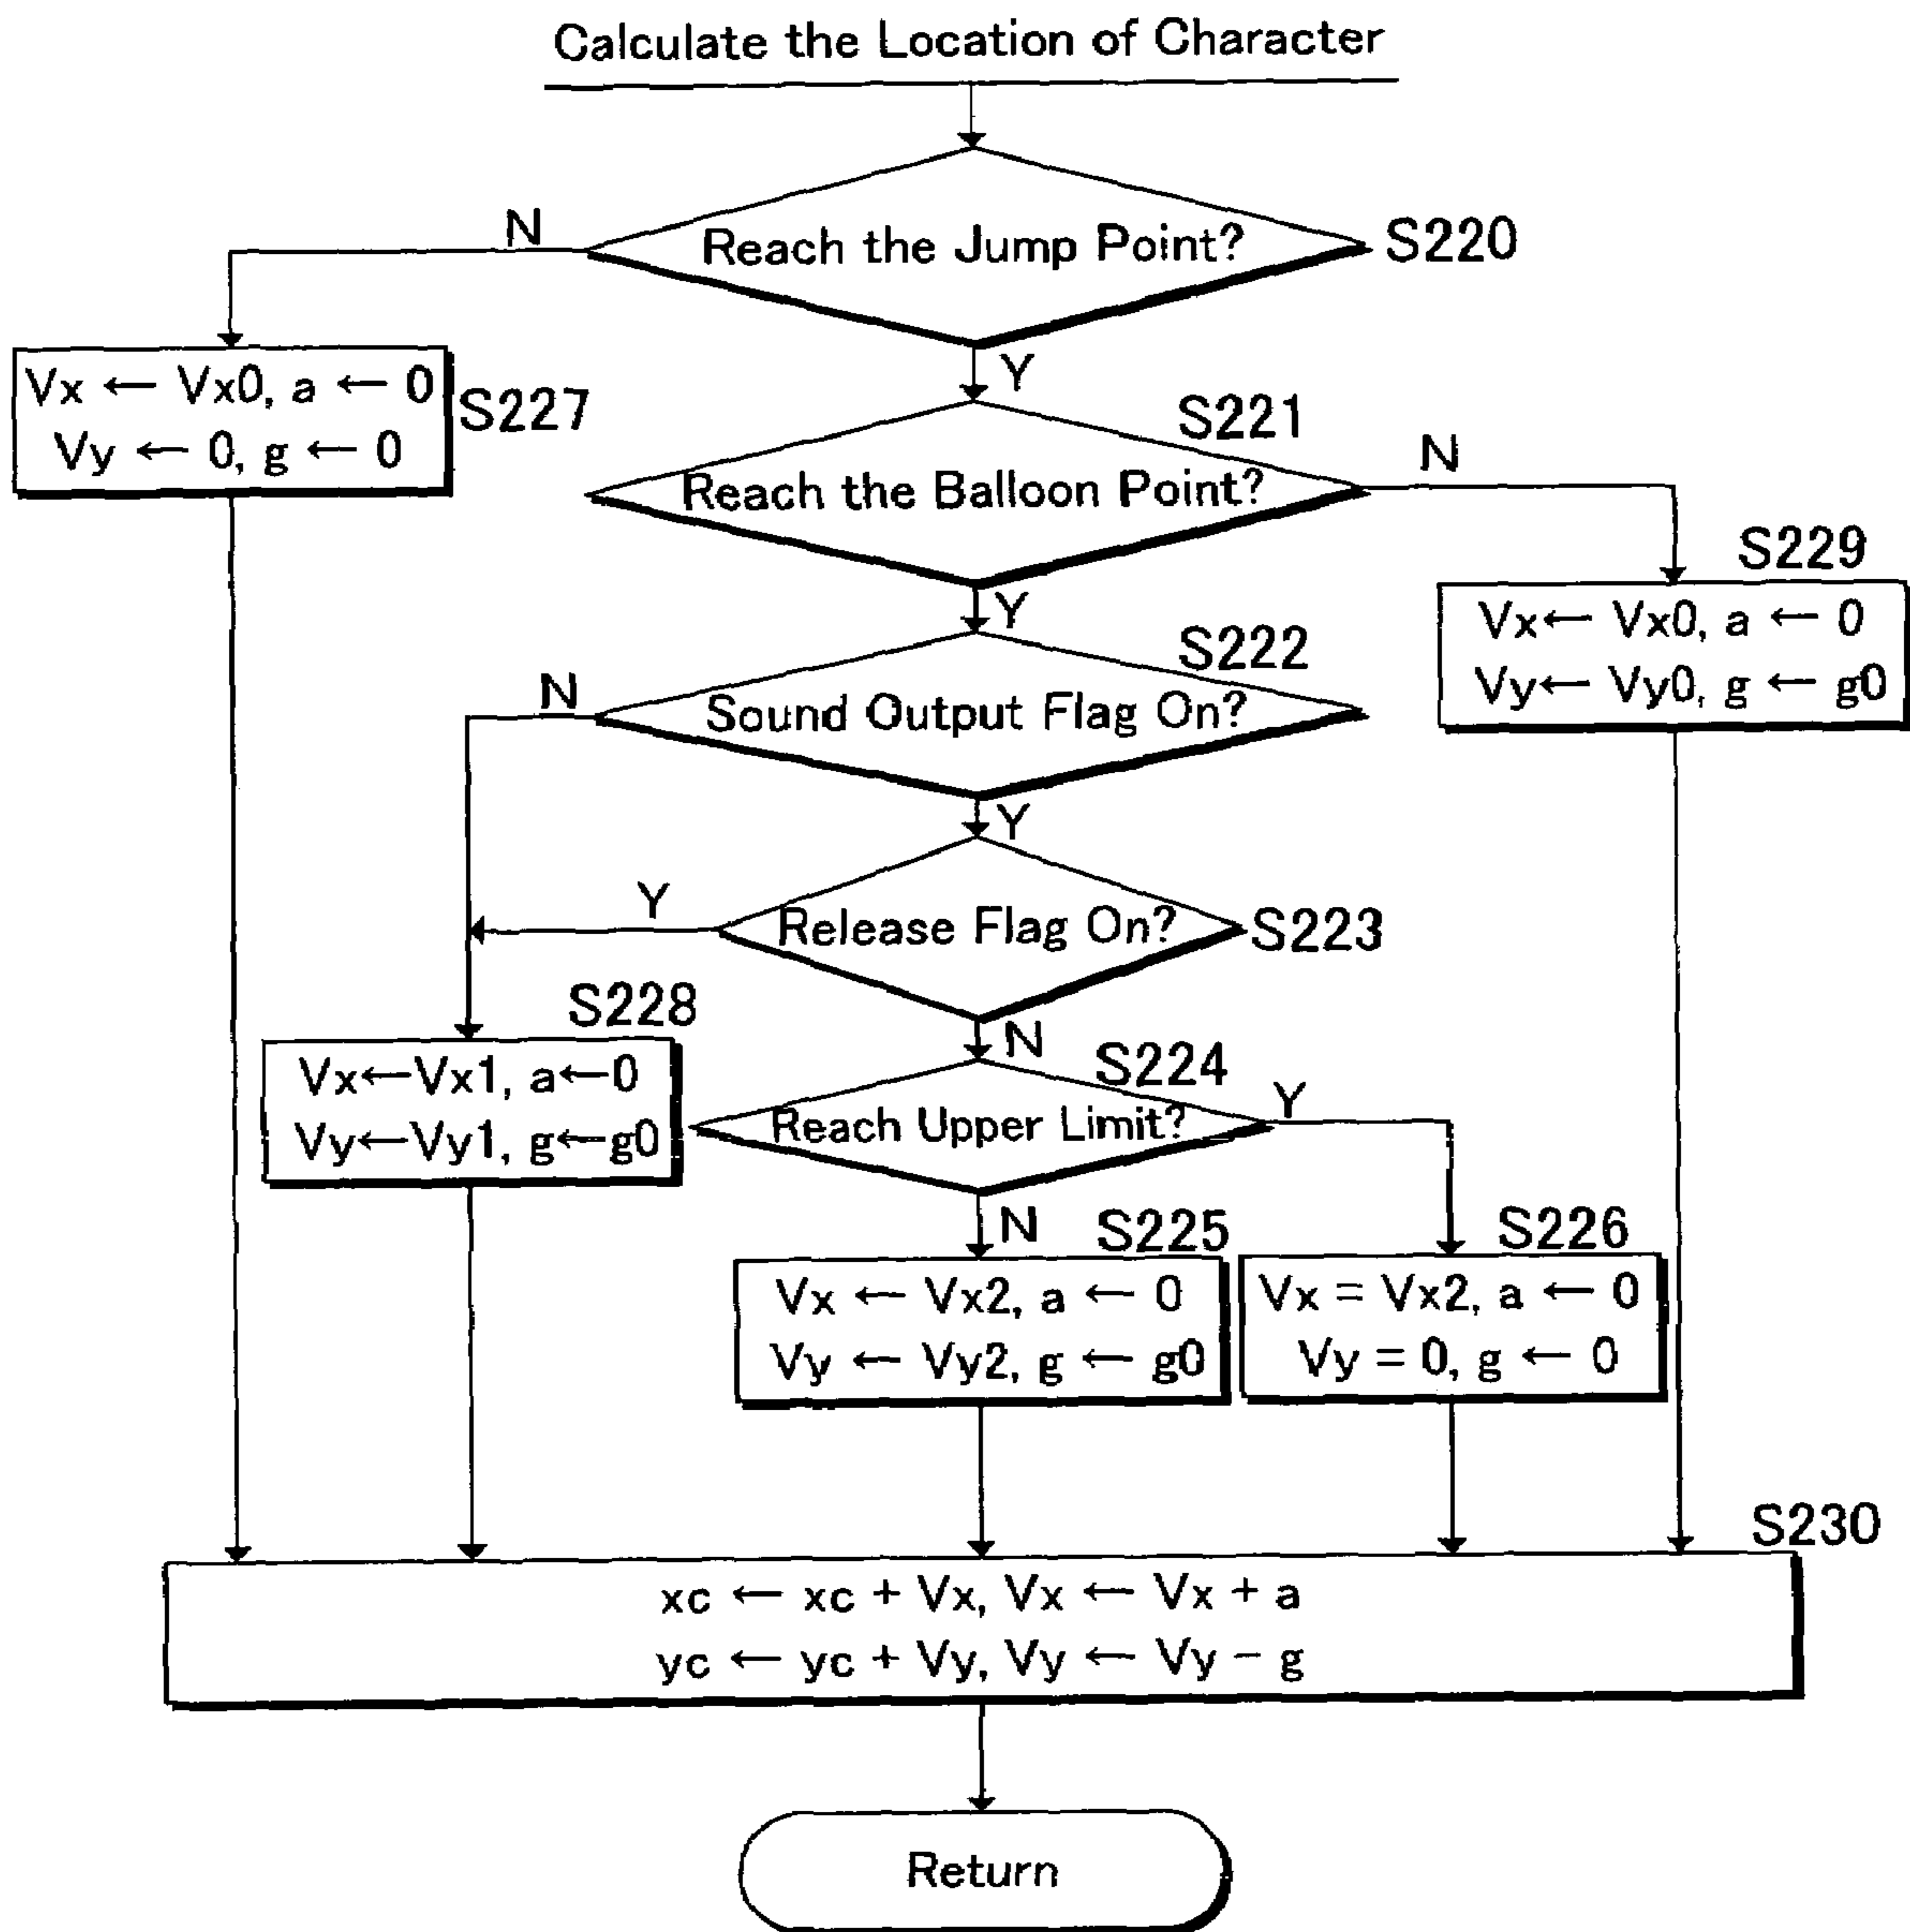 Calculate the Location of Character
N
Reach the Jump Point?
S220
Vx ← Vx0, a ← 0
Vy ← 0, g ← 0
S227
Y
S221
Reach the Balloon Point?
N
S229
Vx← Vx0, a ← 0
Vy← Vy0, g ← g0
Y
S222
N
Sound Output Flag On?
Y
Y
Release Flag On?
S223
S228
Vx←Vx1, a←0
Vy←Vy1, g←g0
N
S224
Reach Upper Limit?
Y
N
S225
Vx ← Vx2, a ← 0
Vy ← Vy2, g ← g0
S226
Vx = Vx2, a ← 0
Vy = 0, g ← 0
S230
xc ← xc + Vx, Vx ← Vx + a
yc ← yc + Vy, Vy ← Vy − g
Return